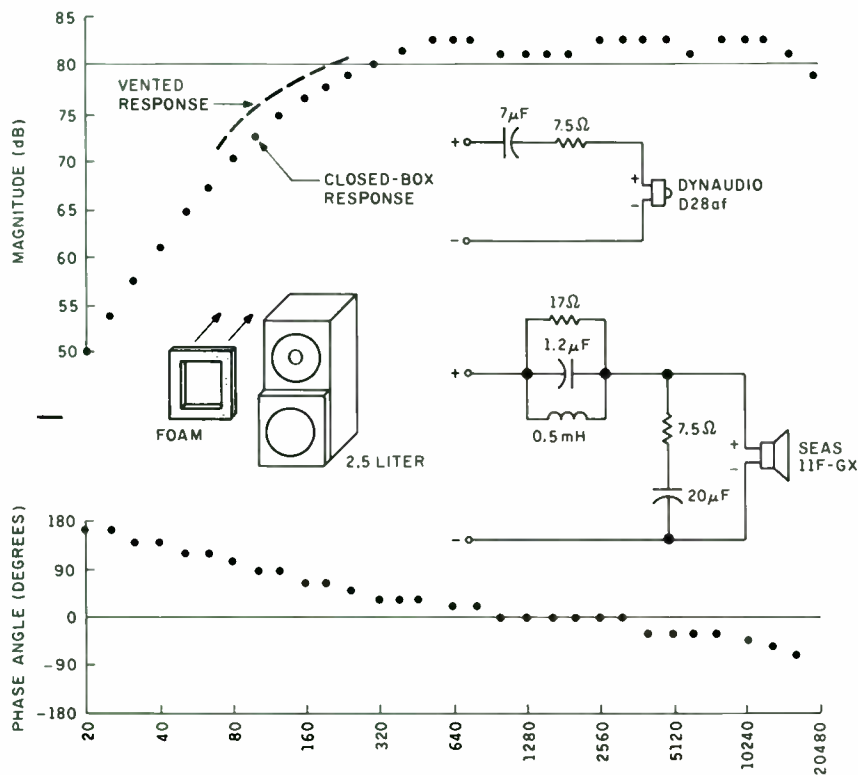 MAGNITUDE (dB)
85
80
75
70
65
60
55
50
VENTED
RESPONSE
CLOSED-BOX
RESPONSE
7μF
7.5Ω
+
−
+
−
DYNAUDIO
D28af
FOAM
2.5 LITER
17Ω
1.2μF
0.5mH
+
−
7.5Ω
20μF
+
−
SEAS
11F-GX
PHASE ANGLE (DEGREES)
180
90
0
-90
-180
20
40
80
160
320
640
1280
2560
5120
10240
20480